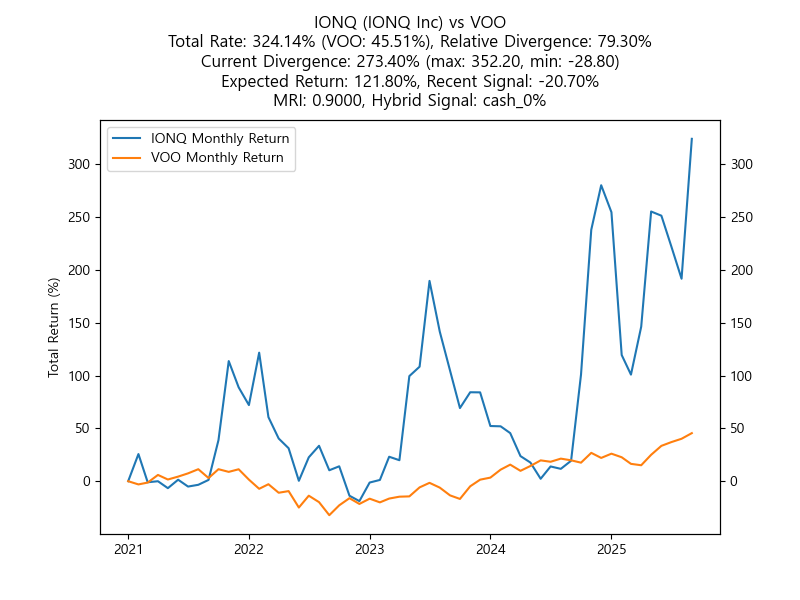 IONQ (IONQ Inc) vs VOO
Total Rate: 324.14% (VOO: 45.51%), Relative Divergence: 79.30%
Current Divergence: 273.40% (max: 352.20, min: -28.80)
Expected Return: 121.80%, Recent Signal: -20.70%
MRI: 0.9000, Hybrid Signal: cash_0%
IONQ Monthly Return
VOO Monthly Return
Total Return (%)
300
250
200
150
100
50
0
300
250
200
150
100
50
0
2021 2022 2023 2024 2025